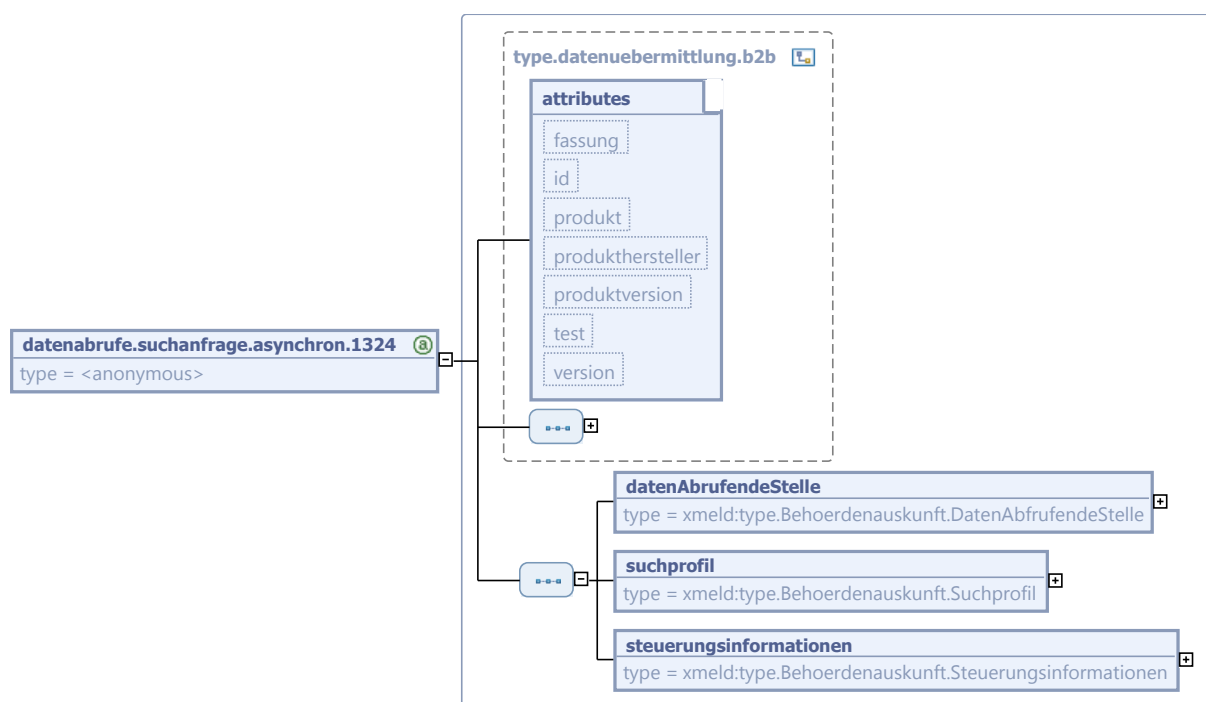 type.datenuebermittlung.b2b
attributes
fassung
id
produkt
produkthersteller
produktversion
test
version
datenabrufe.suchanfrage.asynchron.1324 a
type = <anonymous>
datenAbrufendeStelle
type = xmeld:type.Behoerdenauskunft.DatenAbfrufendeStelle
suchprofil
type = xmeld:type.Behoerdenauskunft.Suchprofil
steuerungsinformationen
type = xmeld:type.Behoerdenauskunft.Steuerungsinformationen